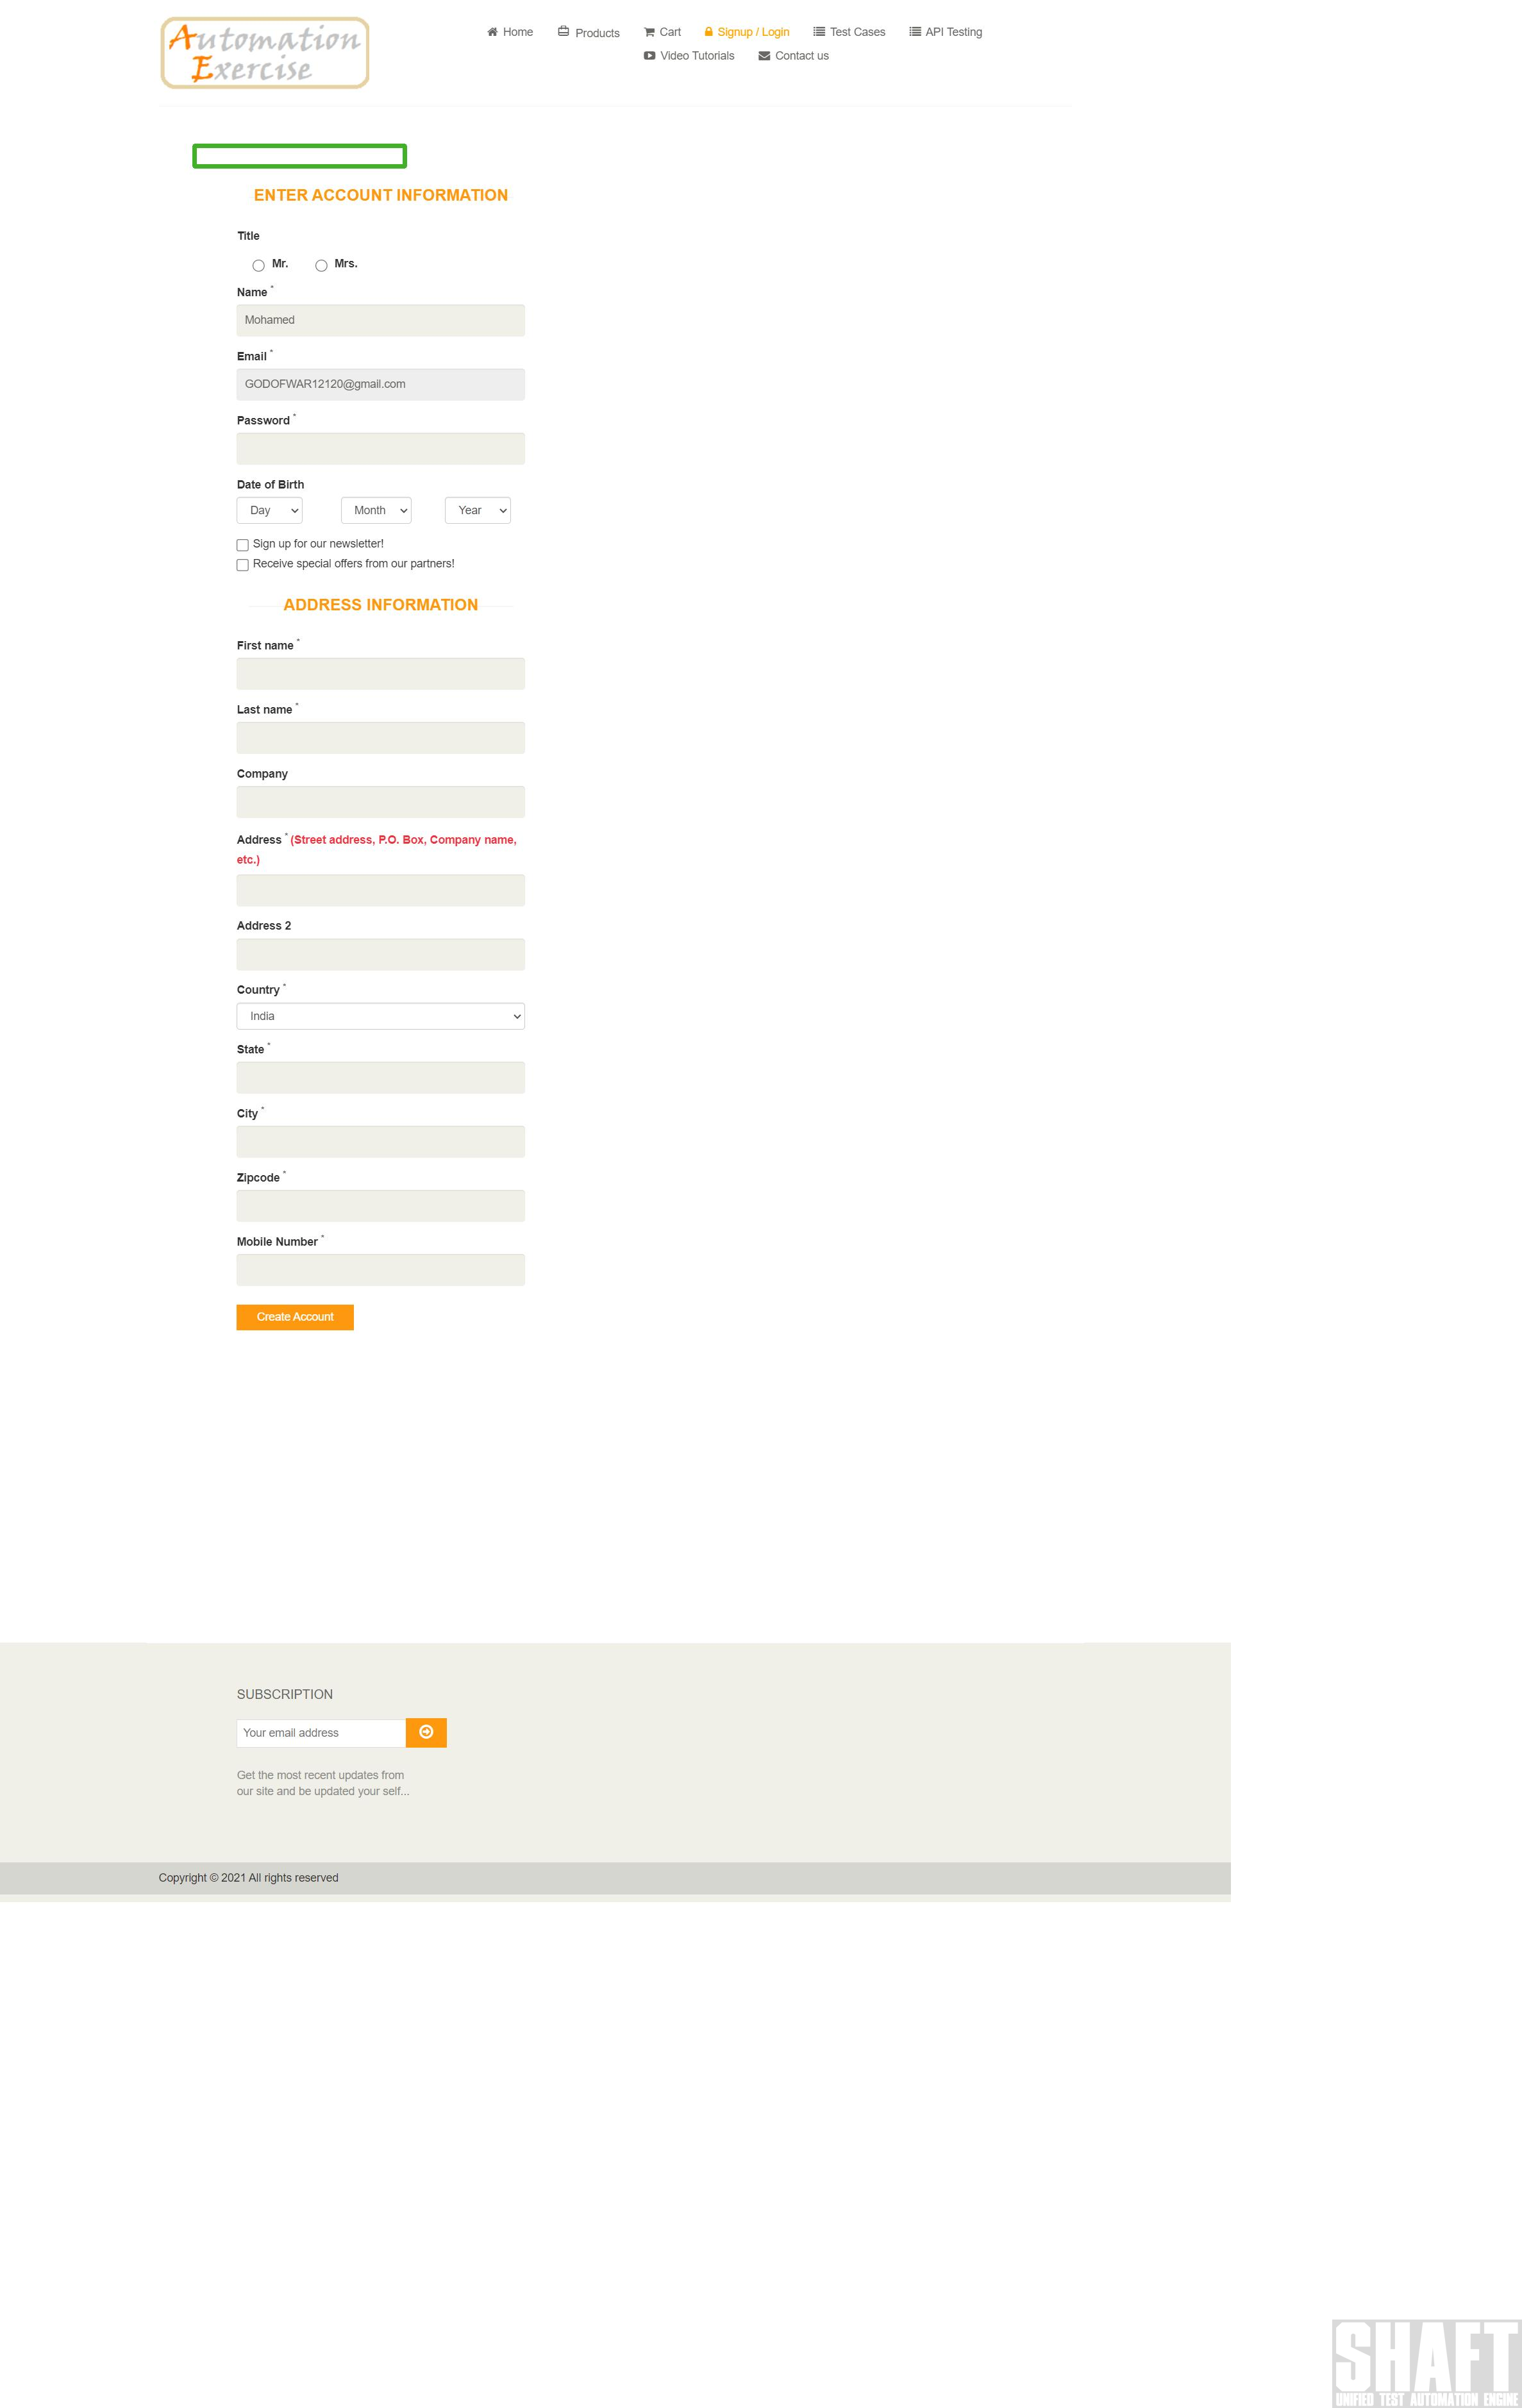 Automation
Exercise
Home
Products
Cart
Signup / Login
Test Cases
API Testing
Video Tutorials
Contact us
ENTER ACCOUNT INFORMATION
Title
Mr.
Mrs.
Name *
Mohamed
Email *
GODOFWAR12120@gmail.com
Password *
Date of Birth
Day
Month
Year
Sign up for our newsletter!
Receive special offers from our partners!
ADDRESS INFORMATION
First name *
Last name *
Company
Address * (Street address, P.O. Box, Company name,
etc.)
Address 2
Country *
India
State *
City *
Zipcode *
Mobile Number *
Create Account
SUBSCRIPTION
Your email address
Get the most recent updates from
our site and be updated your self...
Copyright © 2021 All rights reserved
SHAFT
UNIFIED TEST AUTOMATION ENGINE